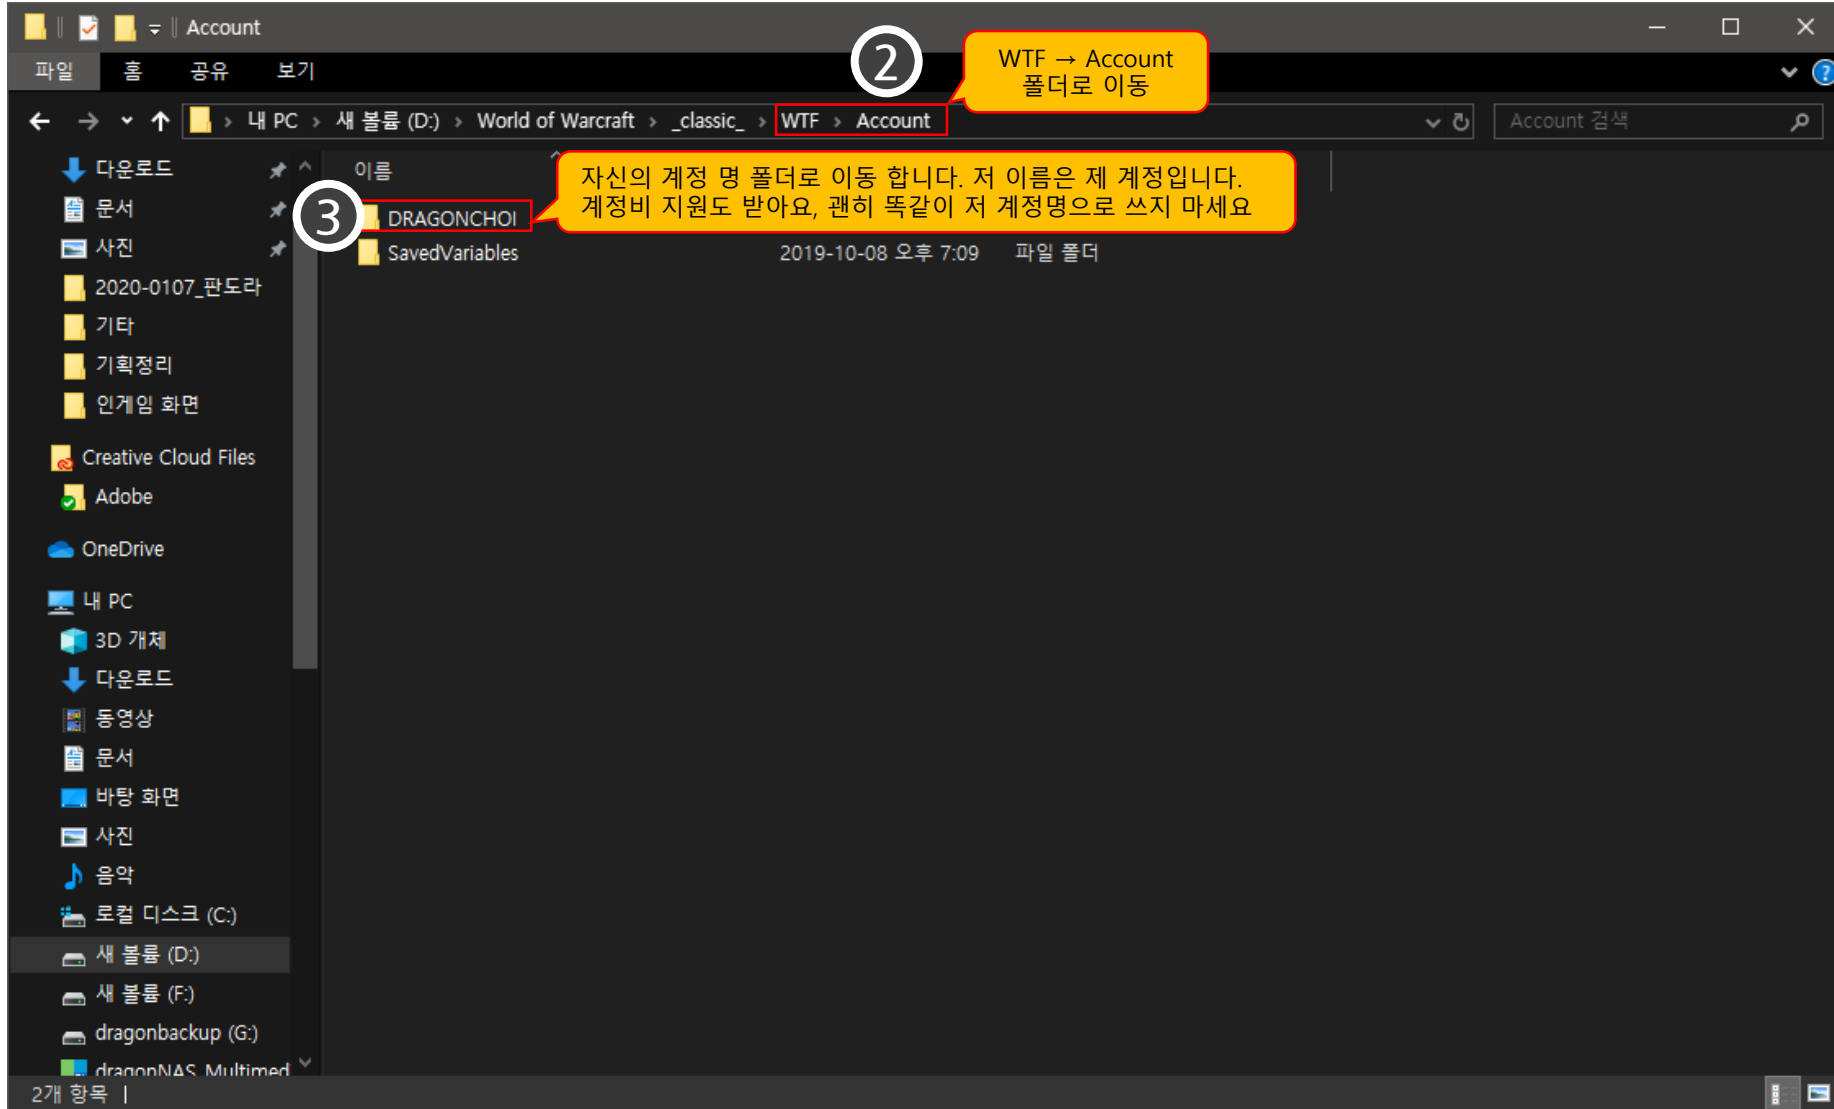 Account
파일 홈 공유 보기
②
WTF → Account
폴더로 이동
내 PC › 새 볼륨 (D:) › World of Warcraft › _classic_ › WTF › Account
Account 검색
이름
자신의 계정 명 폴더로 이동 합니다. 저 이름은 제 계정입니다.
계정비 지원도 받아요, 괜히 똑같이 저 계정명으로 쓰지 마세요
③
DRAGONCHOI
SavedVariables 2019-10-08 오후 7:09 파일 폴더
다운로드
문서
사진
2020-0107_판도라
기타
기획정리
인게임 화면
Creative Cloud Files
Adobe
OneDrive
내 PC
3D 개체
다운로드
동영상
문서
바탕 화면
사진
음악
로컬 디스크 (C:)
새 볼륨 (D:)
새 볼륨 (F:)
dragonbackup (G:)
dragonNAS_Multimed
2개 항목